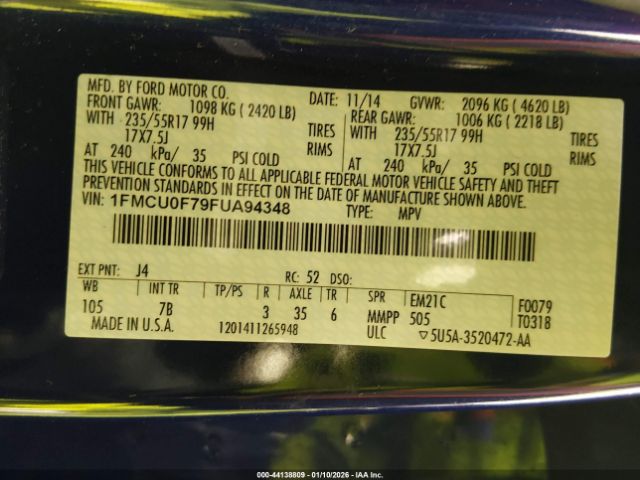 MFD. BY FORD MOTOR CO.
DATE: 11/14 GVWR: 2096 KG ( 4620 LB)
FRONT GAWR: 1098 KG ( 2420 LB) REAR GAWR: 1006 KG ( 2218 LB)
WITH 235/55R17 99H TIRES WITH 235/55R17 99H TIRES
17X7.5J RIMS 17X7.5J RIMS
AT 240 kPa/ 35 PSI COLD AT 240 kPa/ 35 PSI COLD
THIS VEHICLE CONFORMS TO ALL APPLICABLE FEDERAL MOTOR VEHICLE SAFETY AND THEFT
PREVENTION STANDARDS IN EFFECT ON THE DATE OF MANUFACTURE SHOWN ABOVE.
VIN: 1FMCU0F79FUA94348 TYPE: MPV
EXT PNT: J4 RC: 52 DSO:
WB INT TR TP/PS R AXLE TR SPR EM21C F0079
105 7B 3 35 6 MMPP 505 T0318
MADE IN U.S.A. 1201411265948 ULC ▽5U5A-3520472-AA
000-44138809 - 01/10/2026 - IAA Inc.